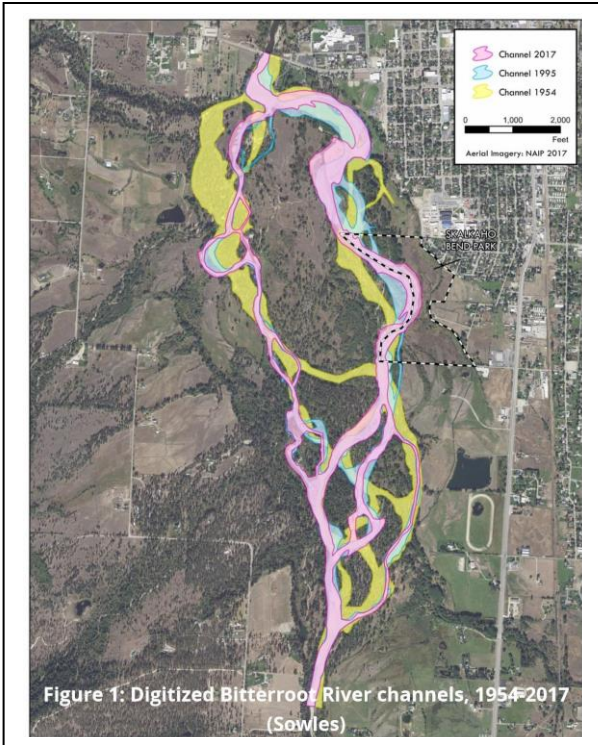 Channel 2017
Channel 1995
Channel 1954
0 1,000 2,000
Feet
Aerial Imagery: NAIP 2017
SKALKAHO
BEND PARK
Figure 1: Digitized Bitterroot River channels, 1954-2017
(Sowles)